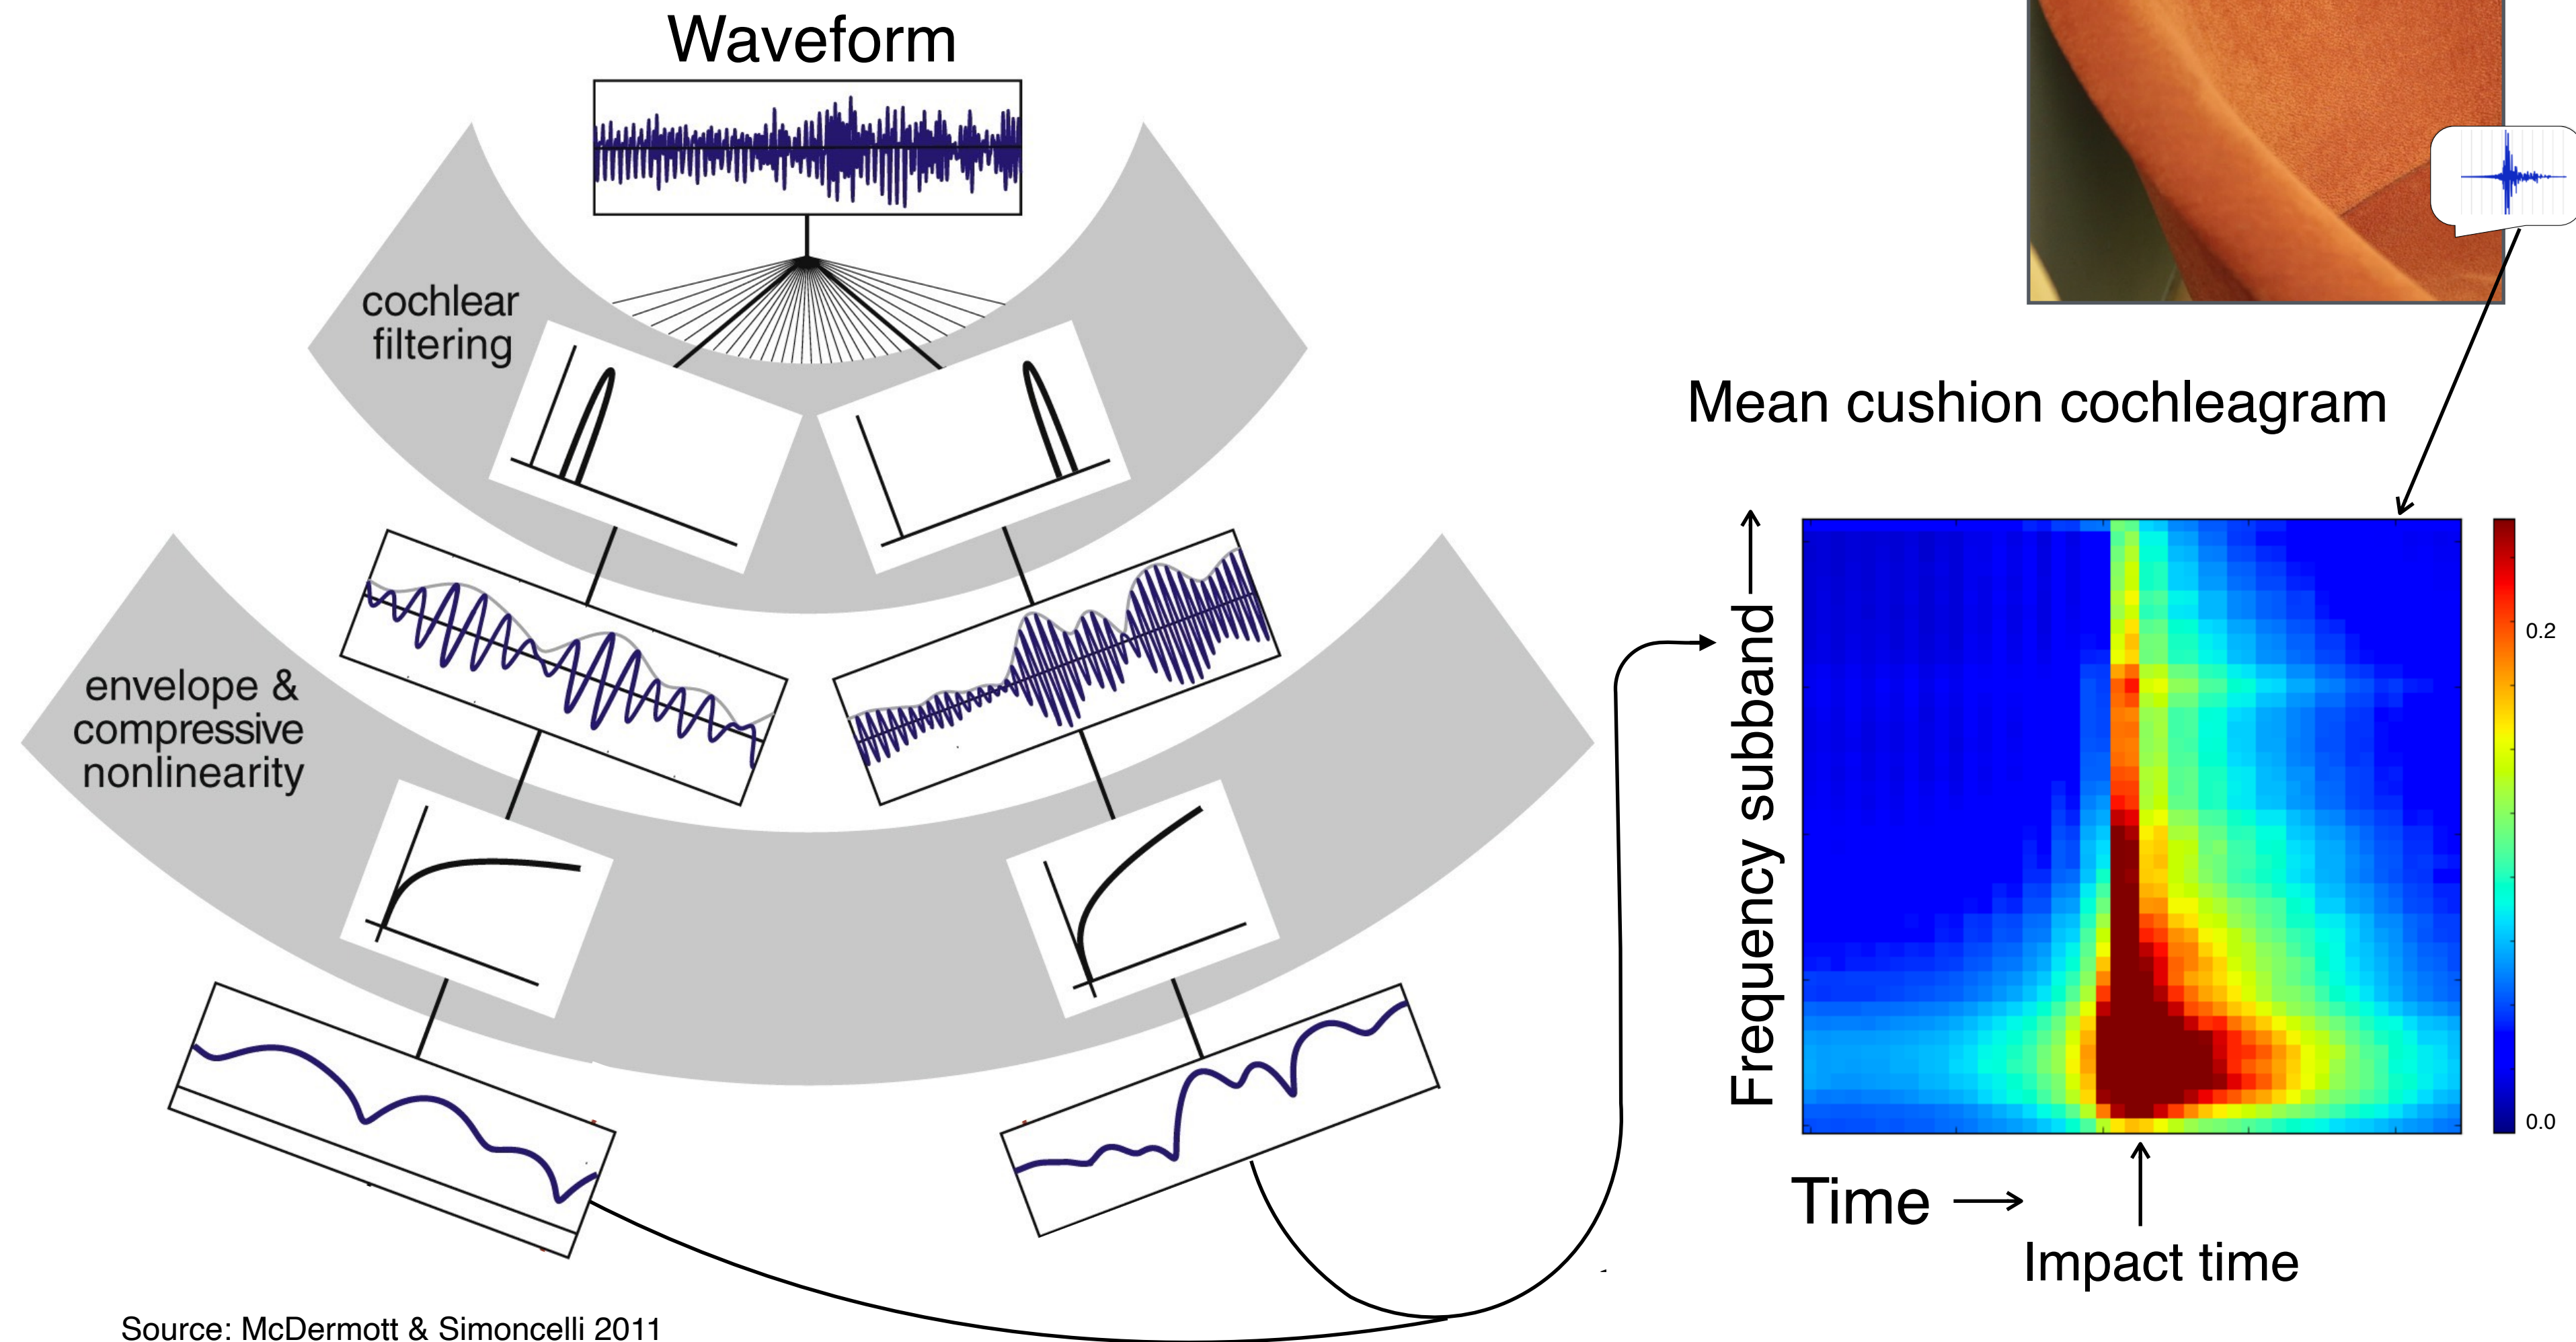 Waveform
cochlear
filtering
envelope &
compressive
nonlinearity
Source: McDermott & Simoncelli 2011
Mean cushion cochleagram
Frequency subband
0.2
0.0
Time
Impact time